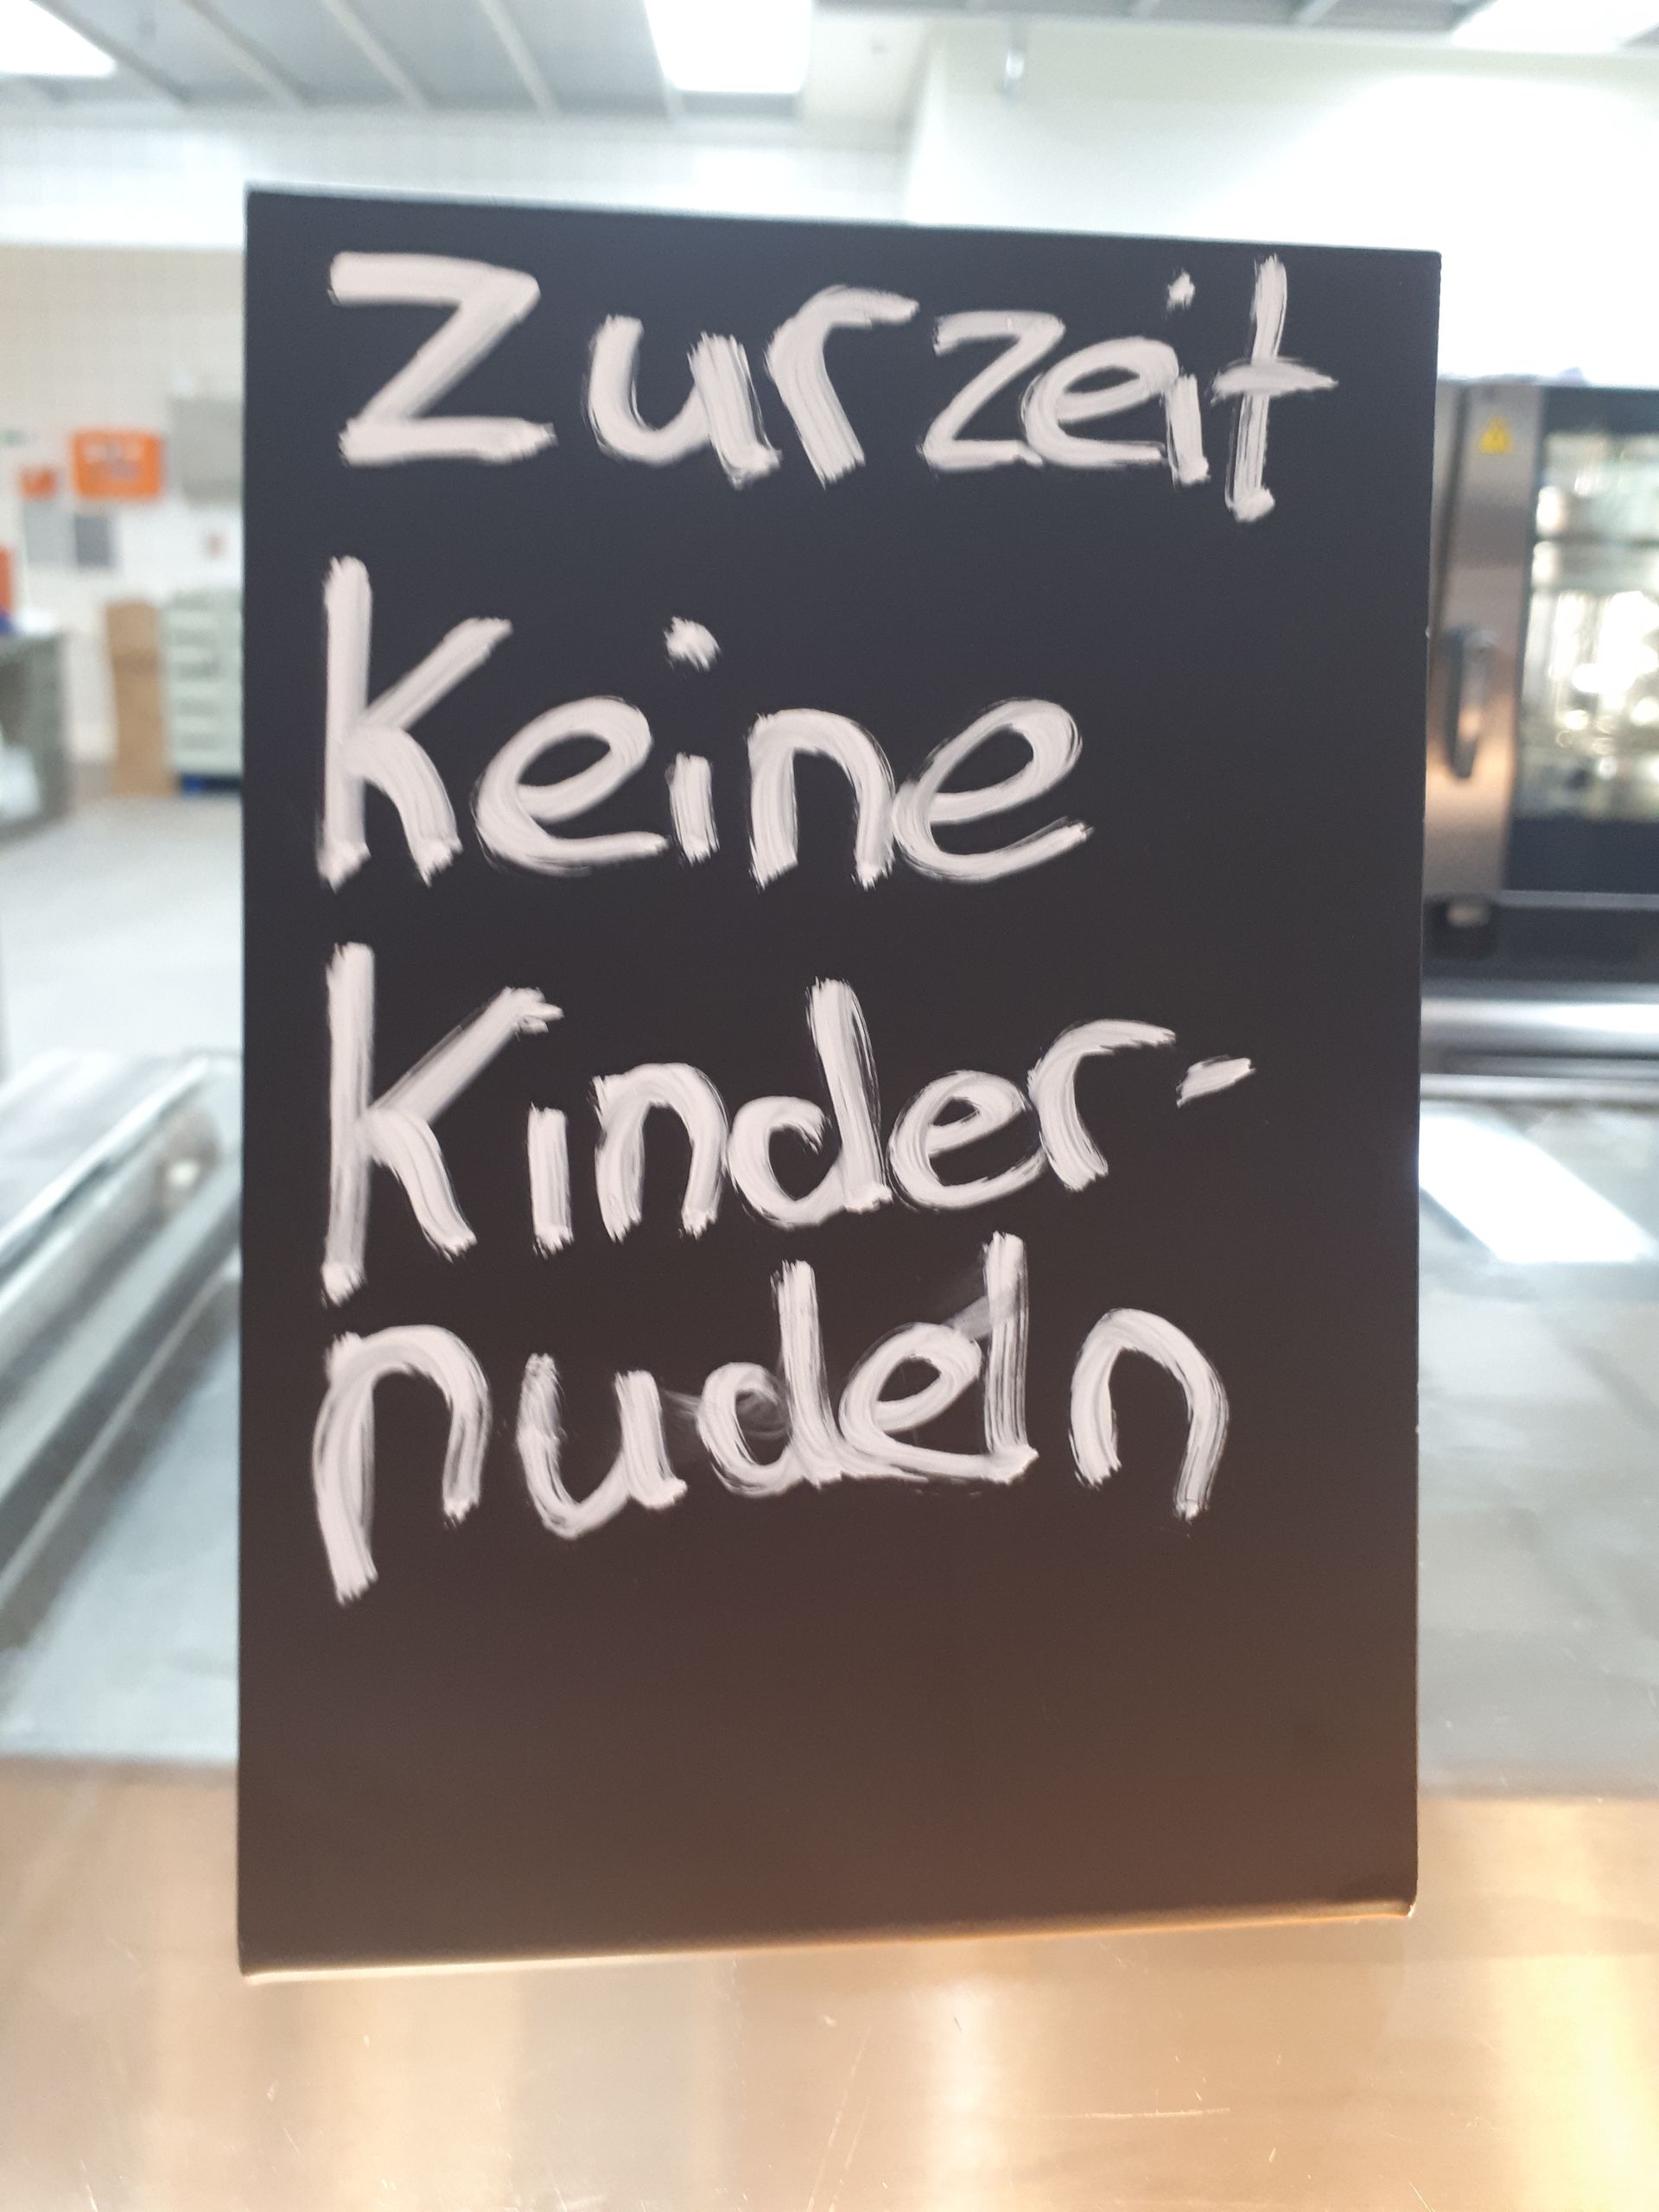 Zurzeit
Keine
Kinder-
nudeln